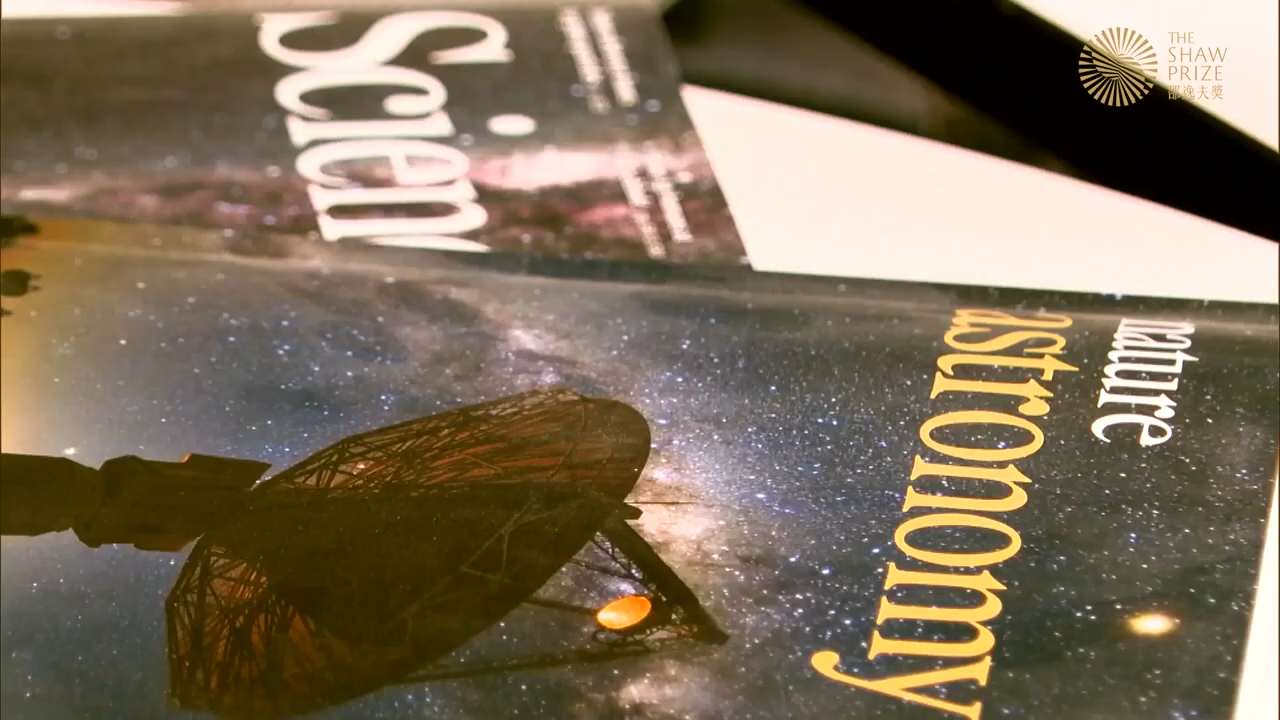 THE
SHAW
PRIZE
邵逸夫獎
Scien
nature
astronomy